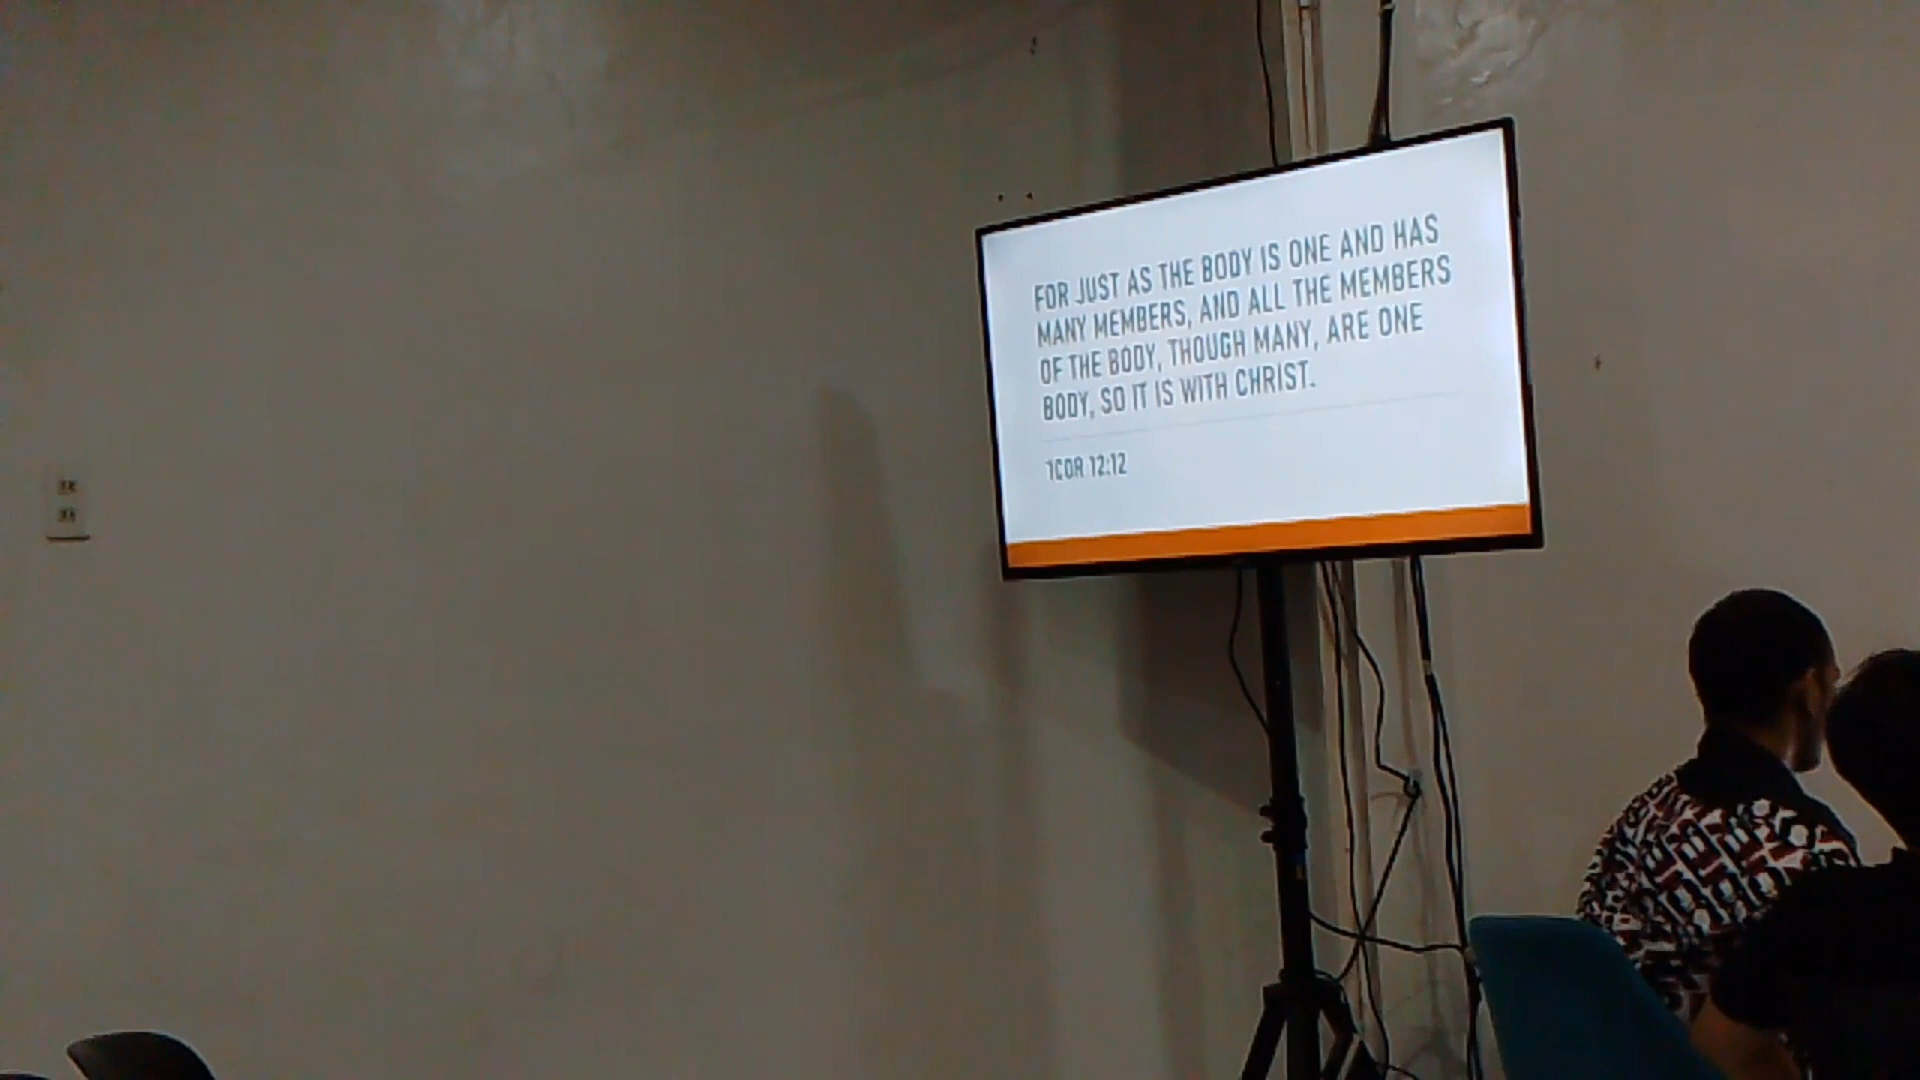 FOR JUST AS THE BODY IS ONE AND HAS
MANY MEMBERS, AND ALL THE MEMBERS
OF THE BODY, THOUGH MANY, ARE ONE
BODY, SO IT IS WITH CHRIST.
1COR 12:12